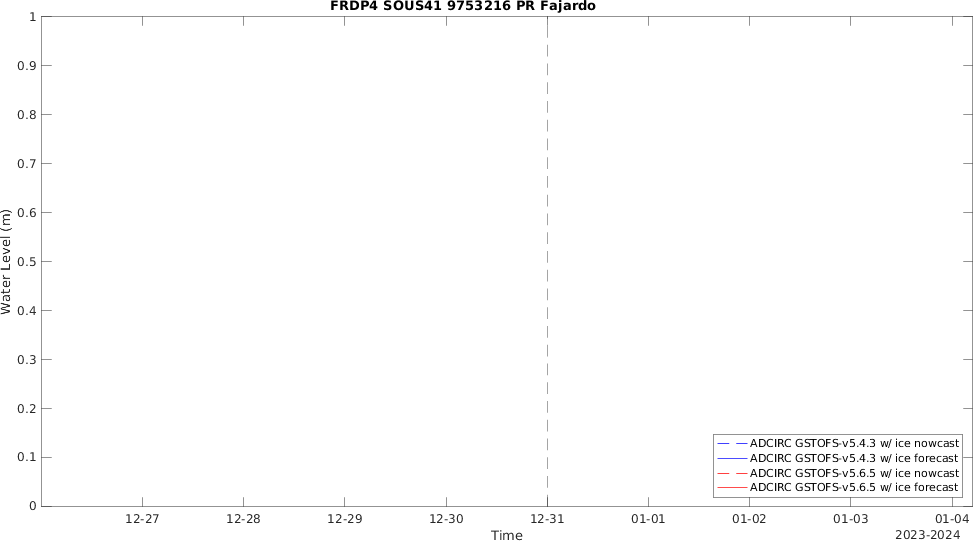 FRDP4 SOUS41 9753216 PR Fajardo
Water Level (m)
1
0.9
0.8
0.7
0.6
0.5
0.4
0.3
0.2
0.1
0
ADCIRC GSTOFS-v5.4.3 w/ ice nowcast
ADCIRC GSTOFS-v5.4.3 w/ ice forecast
ADCIRC GSTOFS-v5.6.5 w/ ice nowcast
ADCIRC GSTOFS-v5.6.5 w/ ice forecast
12-27 12-28 12-29 12-30 12-31 01-01 01-02 01-03 01-04
Time
2023-2024